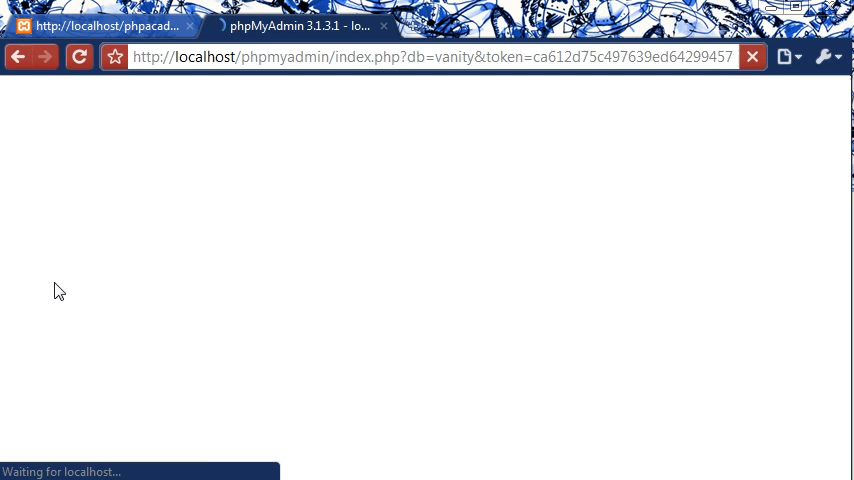 http://localhost/phpacad...
phpMyAdmin 3.1.3.1 - lo...
http://localhost/phpmyadmin/index.php?db=vanity&token=ca612d75c497639ed64299457
Waiting for localhost...